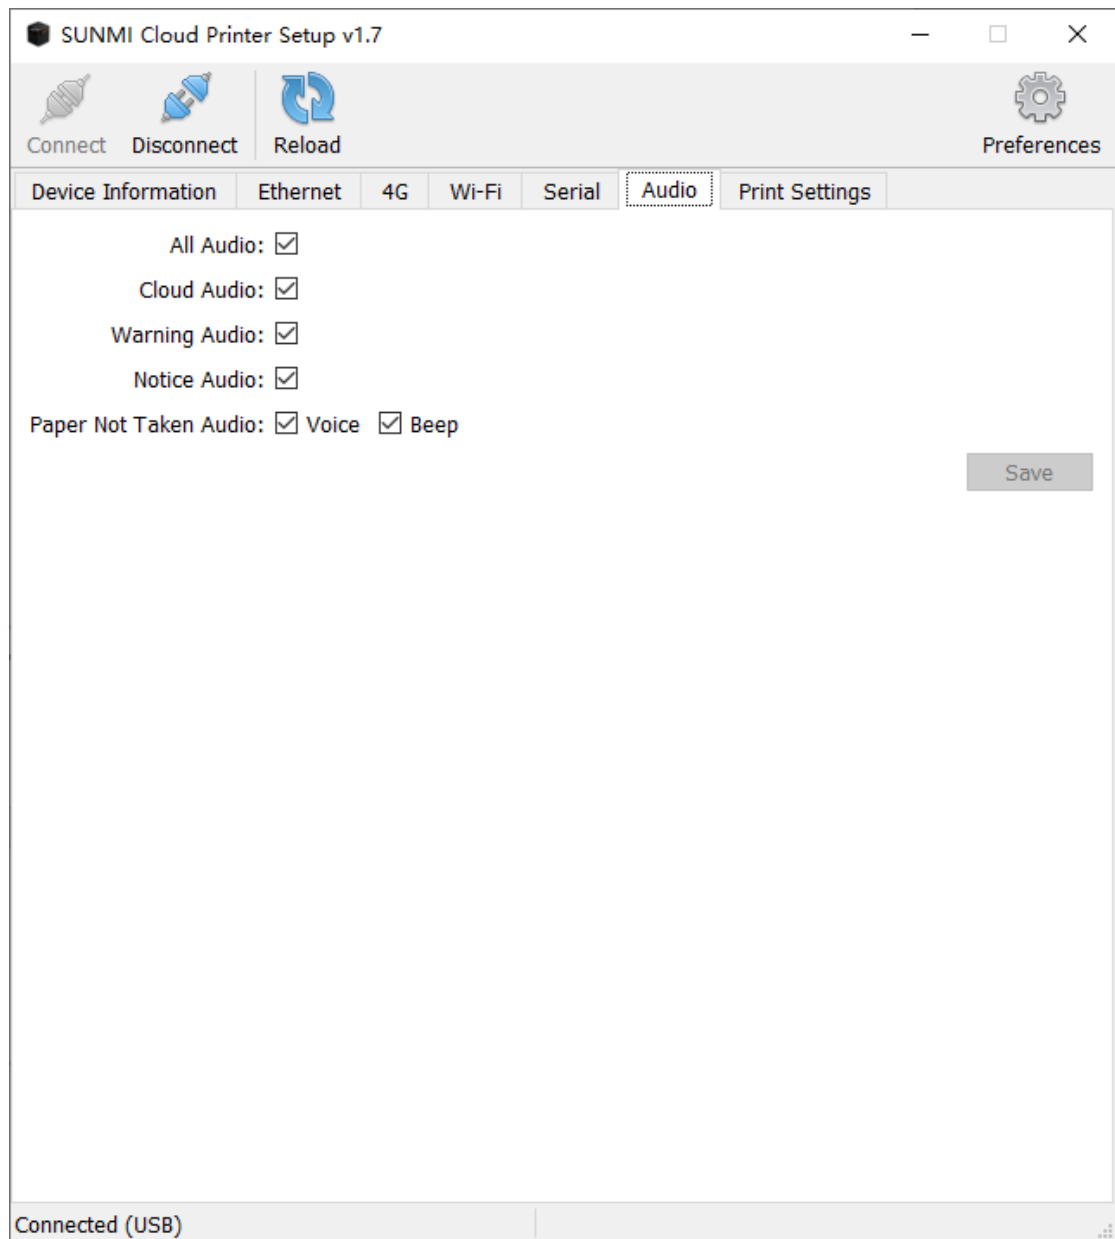 SUNMI Cloud Printer Setup v1.7
Connect Disconnect Reload Preferences
Device Information Ethernet 4G Wi-Fi Serial Audio Print Settings
All Audio:
Cloud Audio:
Warning Audio:
Notice Audio:
Paper Not Taken Audio: Voice Beep
Save
Connected (USB)